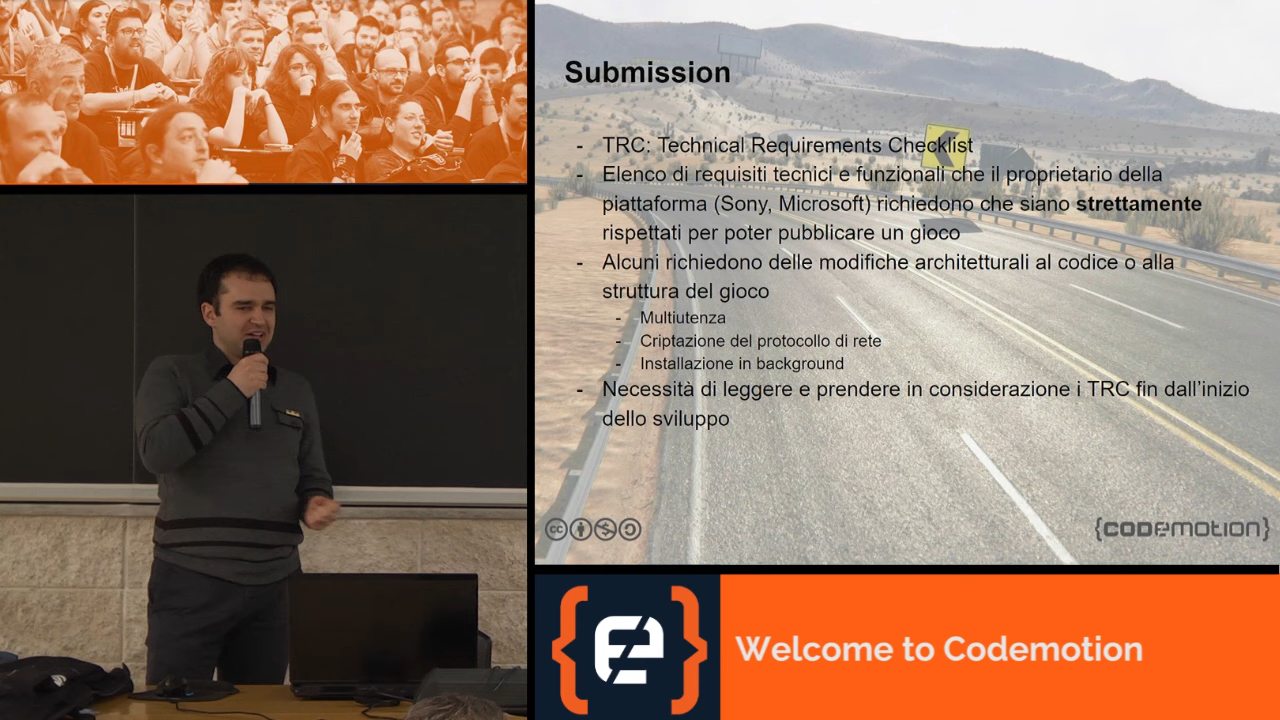 Submission
- TRC: Technical Requirements Checklist
- Elenco di requisiti tecnici e funzionali che il proprietario della
piattaforma (Sony, Microsoft) richiedono che siano strettamente
rispettati per poter pubblicare un gioco
- Alcuni richiedono delle modifiche architetturali al codice o alla
struttura del gioco
- Multiutenza
- Criptazione del protocollo di rete
- Installazione in background
- Necessità di leggere e prendere in considerazione i TRC fin dall'inizio
dello sviluppo
cc
{codemotion}
Welcome to Codemotion